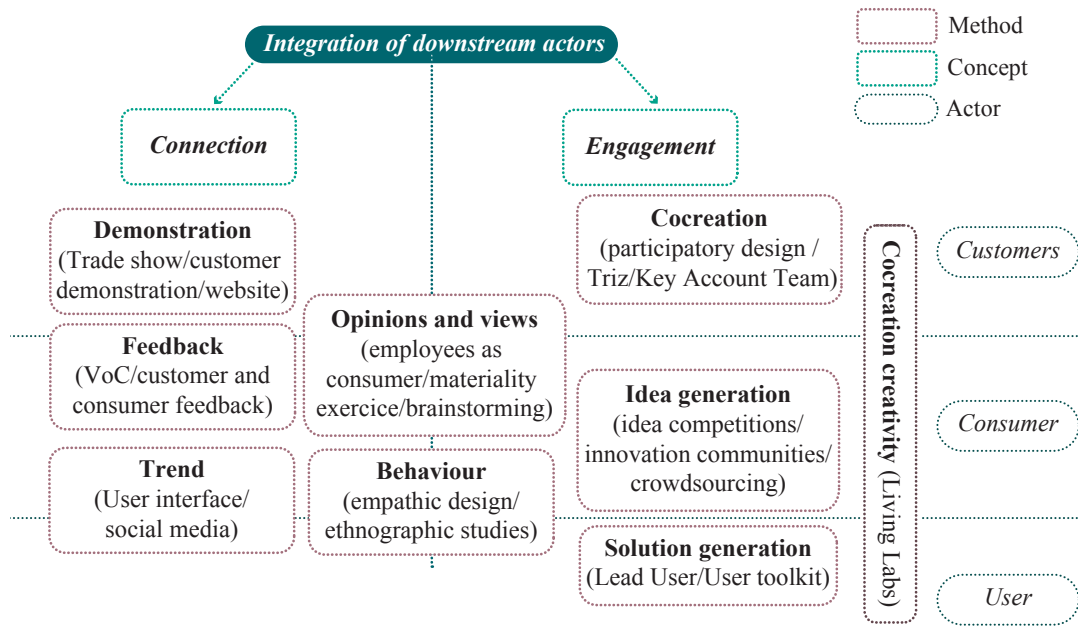 Integration of downstream actors
Method
Concept
Actor
Connection
Engagement
Demonstration
(Trade show/customer
demonstration/website)
Feedback
(VoC/customer and
consumer feedback)
Trend
(User interface/
social media)
Opinions and views
(employees as
consumer/materiality
exercice/brainstorming)
Behaviour
(empathic design/
ethnographic studies)
Cocreation
(participatory design /
Triz/Key Account Team)
Idea generation
(idea competitions/
innovation communities/
crowdsourcing)
Solution generation
(Lead User/User toolkit)
Cocreation creativity (Living Labs)
Customers
Consumer
User